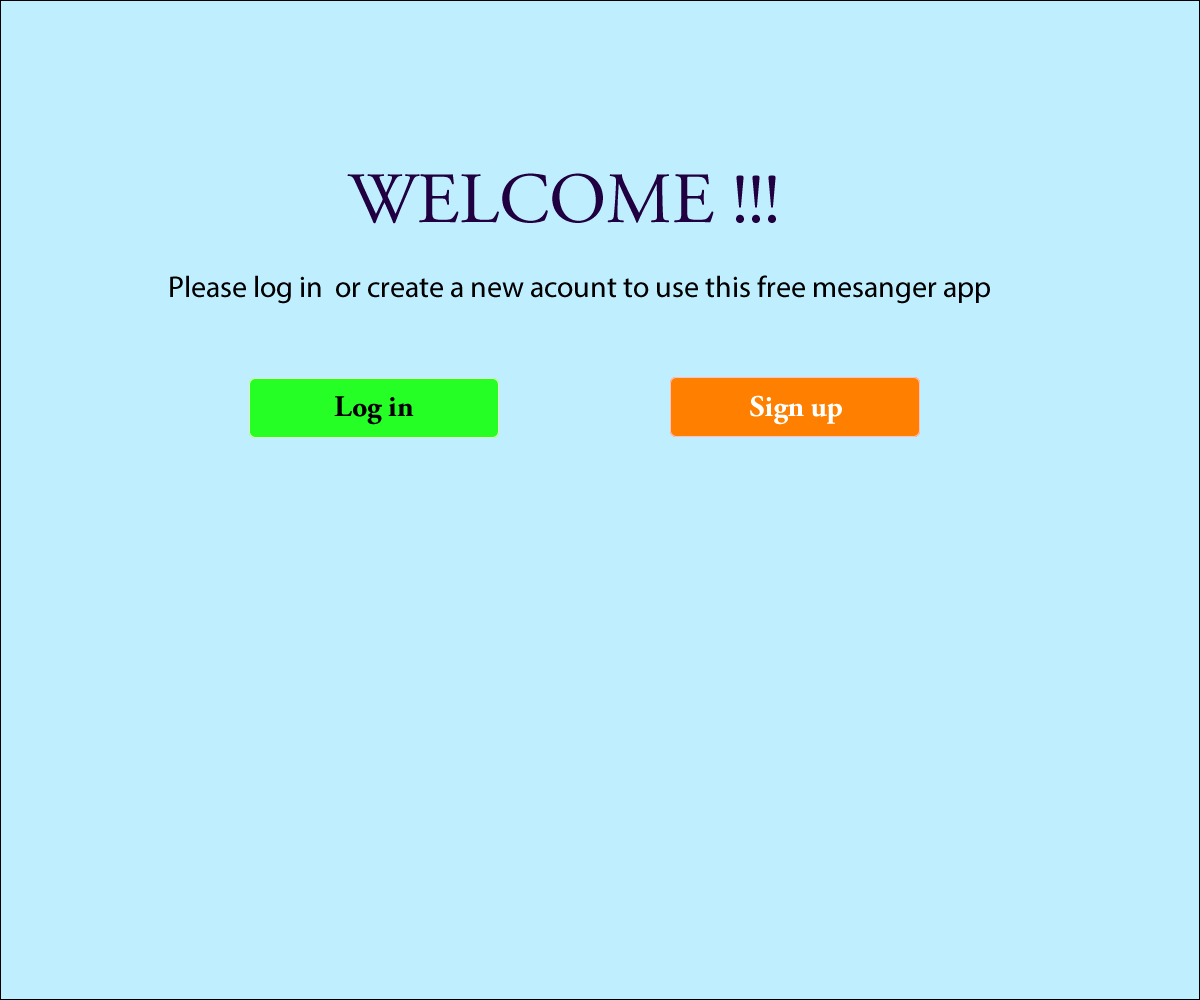 WELCOME !!!
Please log in  or create a new acount to use this free mesanger app
Log in
Sign up